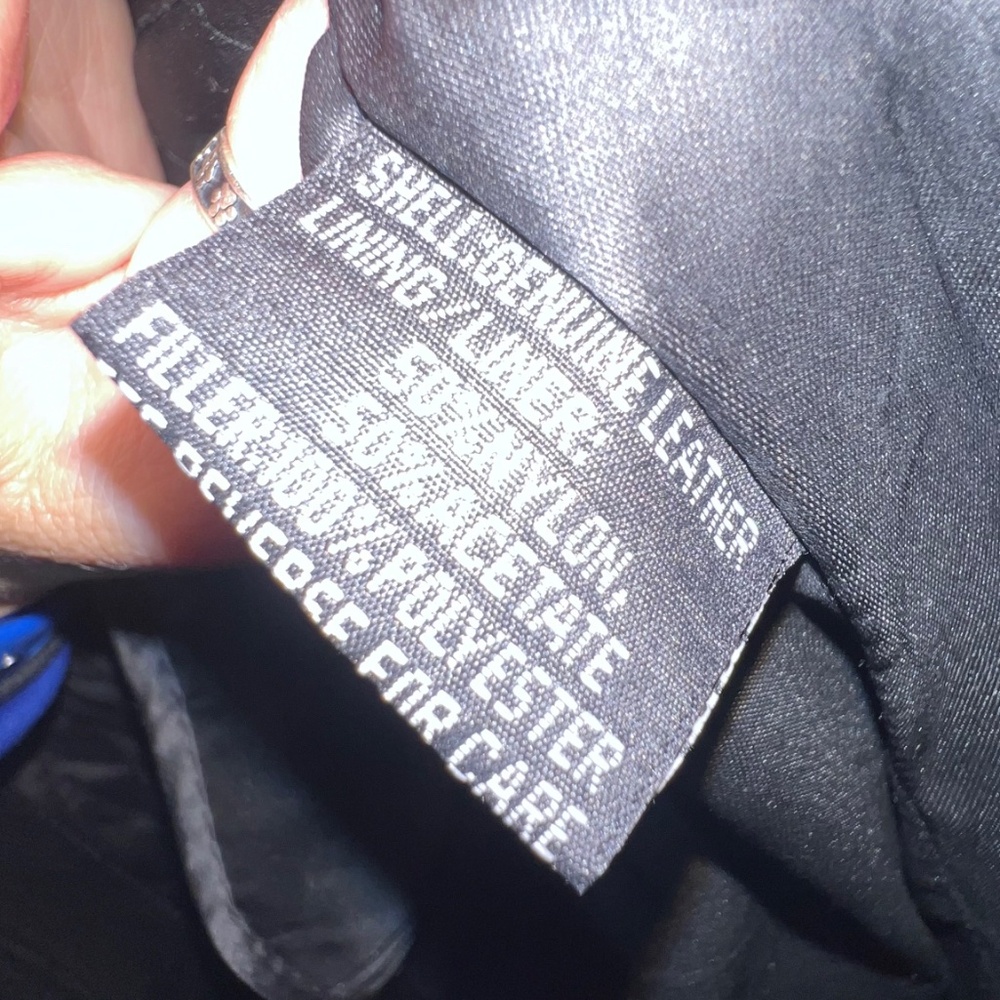 SHELL:GENUINE LEATHER
LINING/LINER:
50%NYLON,
50%ACETATE
FILLER:100%POLYESTER
SEE REVERSE FOR CARE